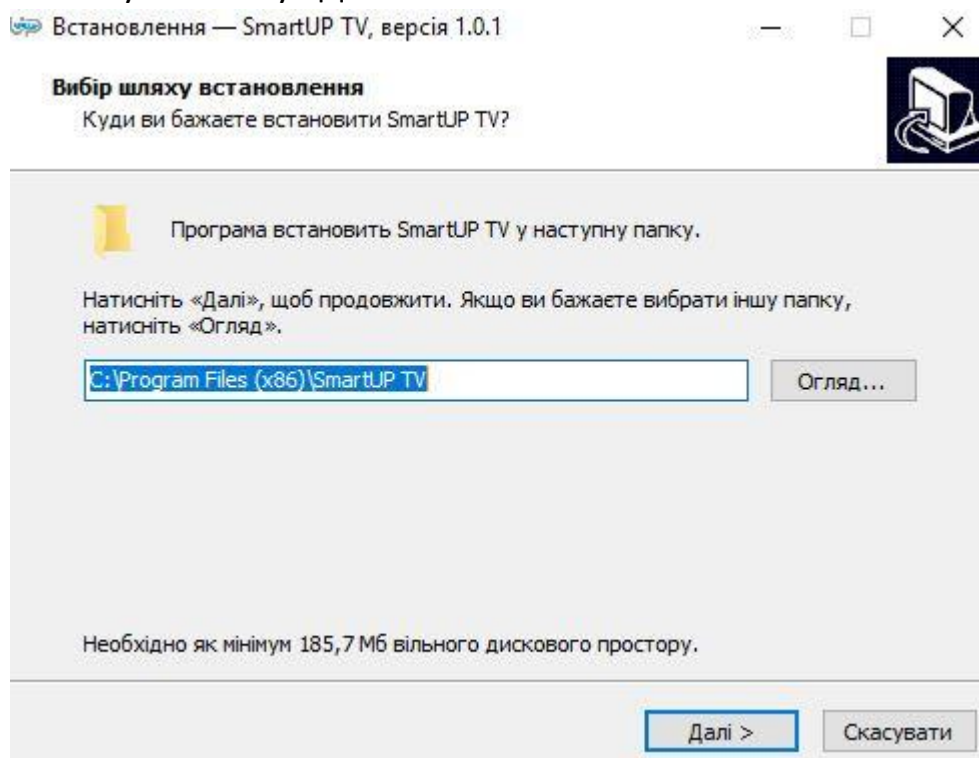 Встановлення — SmartUP TV, версія 1.0.1
Вибір шляху встановлення
Куди ви бажаєте встановити SmartUP TV?
Програма встановить SmartUP TV у наступну папку.
Натисніть «Далі», щоб продовжити. Якщо ви бажаєте вибрати іншу папку,
натисніть «Огляд».
C:\Program Files (x86)\SmartUP TV
Огляд...
Необхідно як мінімум 185,7 Мб вільного дискового простору.
Далі >
Скасувати